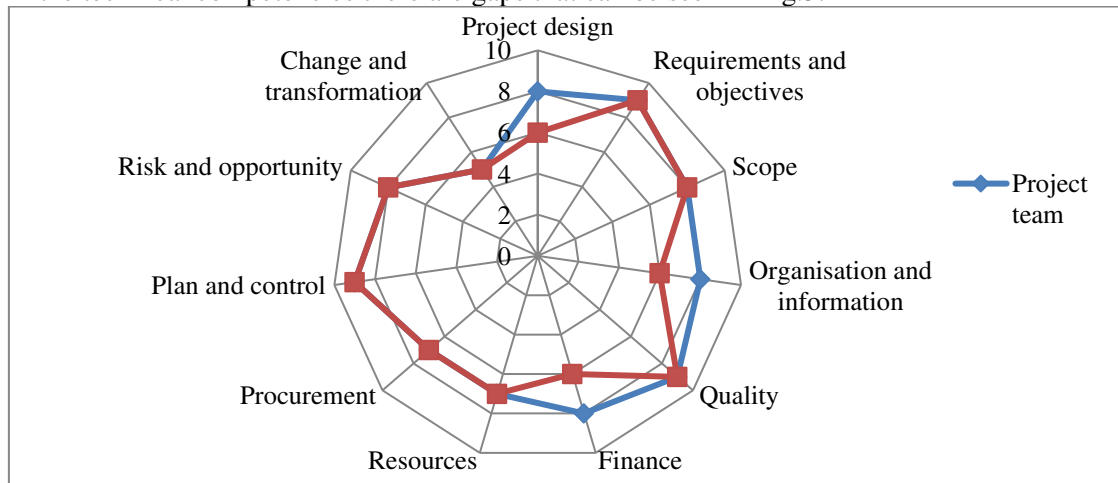 Project design
10
Change and
transformation
Requirements and
objectives
8
6
Risk and opportunity
Scope
4
Project
team
2
0
Organisation and
information
Plan and control
Procurement
Quality
Resources
Finance